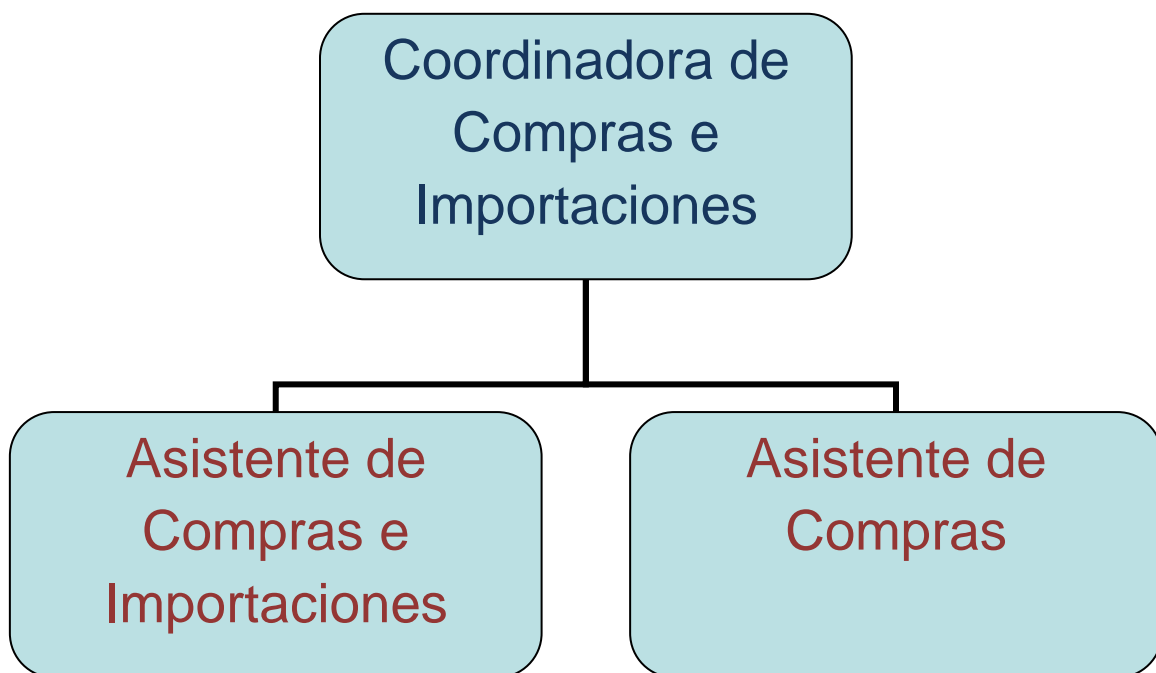 Coordinadora de
Compras e
Importaciones
Asistente de
Compras e
Importaciones
Asistente de
Compras